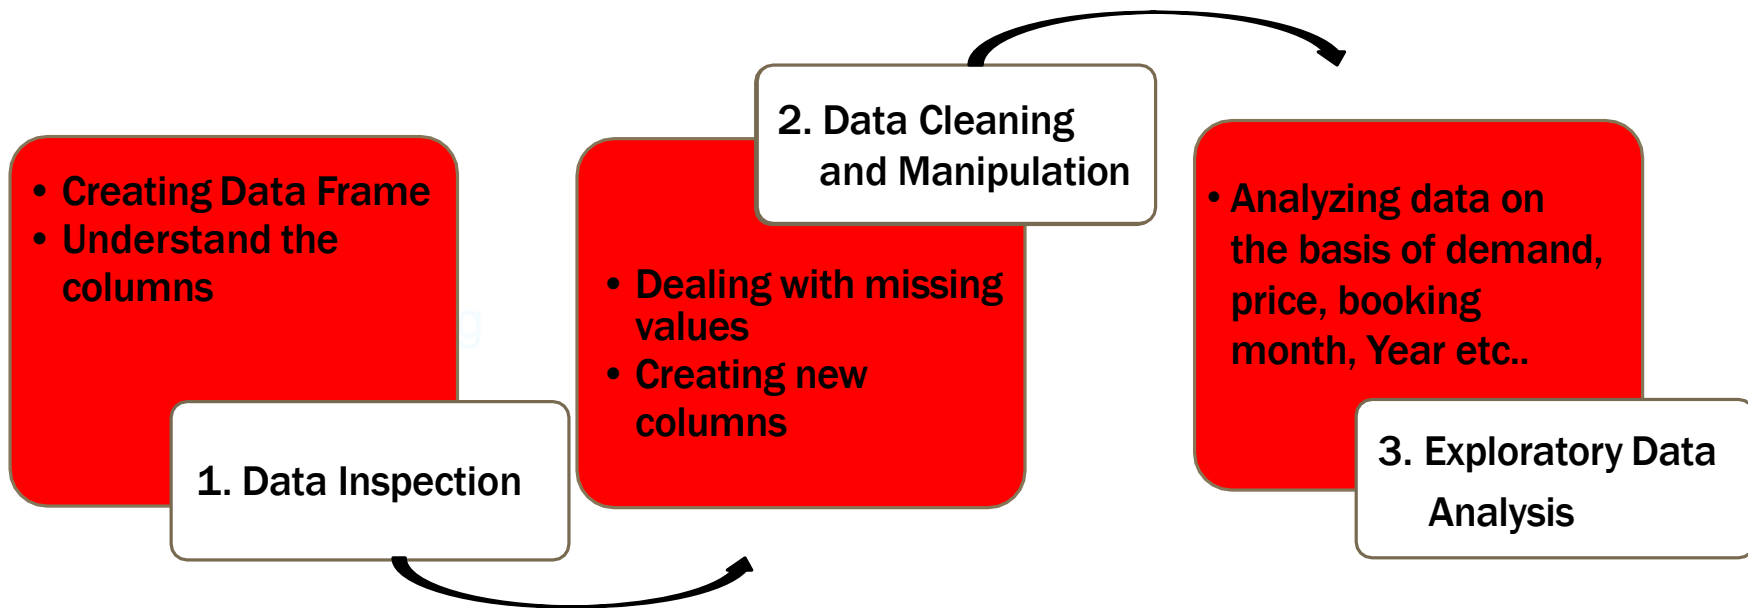 • Creating Data Frame
• Understand the
columns
1. Data Inspection
2. Data Cleaning
and Manipulation
• Dealing with missing
values
• Creating new
columns
• Analyzing data on
the basis of demand,
price, booking
month, Year etc..
3. Exploratory Data
Analysis